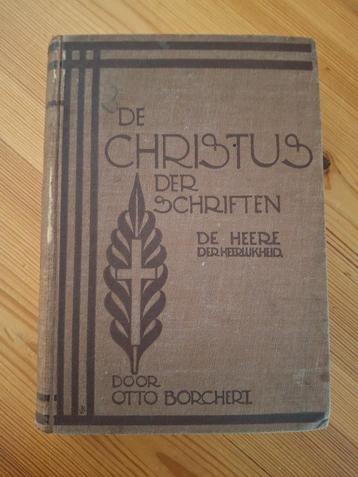 DE
CHRISTUS
DER
SCHRIFTEN
DE HEERE
DER HEERLIJKHEID.
DOOR
OTTO BORCHERT.